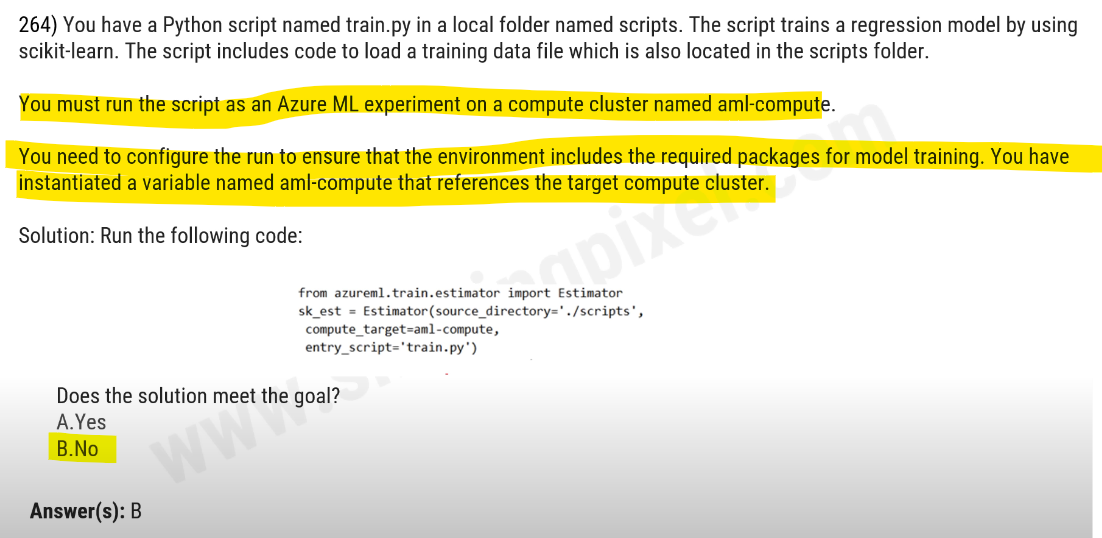 264) You have a Python script named train.py in a local folder named scripts. The script trains a regression model by using
scikit-learn. The script includes code to load a training data file which is also located in the scripts folder.
You must run the script as an Azure ML experiment on a compute cluster named aml-compute.
You need to configure the run to ensure that the environment includes the required packages for model training. You have
instantiated a variable named aml-compute that references the target compute cluster.
Solution: Run the following code:
from azureml.train.estimator import Estimator
sk_est = Estimator(source_directory='./scripts',
compute_target=aml-compute,
entry_script='train.py')
Does the solution meet the goal?
A.Yes
B.No
Answer(s): B